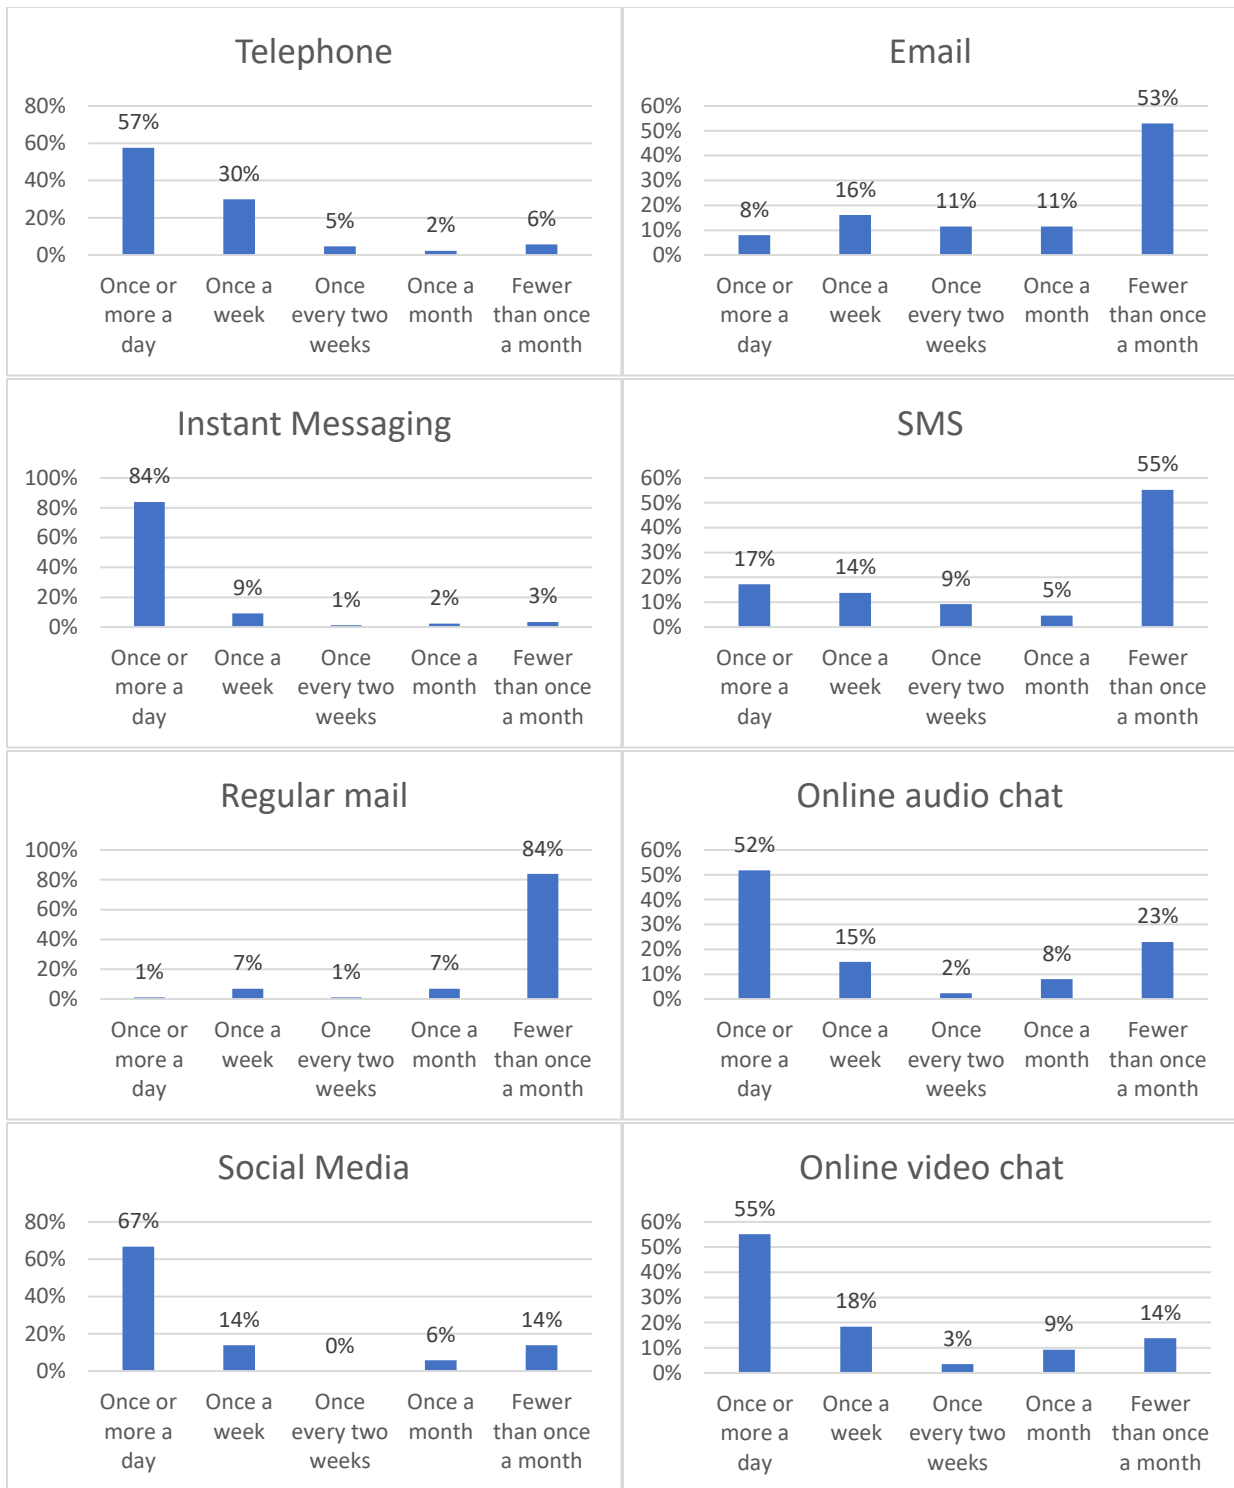 Telephone
80%
60%
40%
20%
0%
57%
30%
5%
2%
6%
Once or more a day
Once a week
Once every two weeks
Once a month
Fewer than once a month
Email
60%
50%
40%
30%
20%
10%
0%
8%
16%
11%
11%
53%
Once or more a day
Once a week
Once every two weeks
Once a month
Fewer than once a month
Instant Messaging
100%
80%
60%
40%
20%
0%
84%
9%
1%
2%
3%
Once or more a day
Once a week
Once every two weeks
Once a month
Fewer than once a month
SMS
60%
50%
40%
30%
20%
10%
0%
17%
14%
9%
5%
55%
Once or more a day
Once a week
Once every two weeks
Once a month
Fewer than once a month
Regular mail
100%
80%
60%
40%
20%
0%
1%
7%
1%
7%
84%
Once or more a day
Once a week
Once every two weeks
Once a month
Fewer than once a month
Online audio chat
60%
50%
40%
30%
20%
10%
0%
52%
15%
2%
8%
23%
Once or more a day
Once a week
Once every two weeks
Once a month
Fewer than once a month
Social Media
80%
60%
40%
20%
0%
67%
14%
0%
6%
14%
Once or more a day
Once a week
Once every two weeks
Once a month
Fewer than once a month
Online video chat
60%
50%
40%
30%
20%
10%
0%
55%
18%
3%
9%
14%
Once or more a day
Once a week
Once every two weeks
Once a month
Fewer than once a month